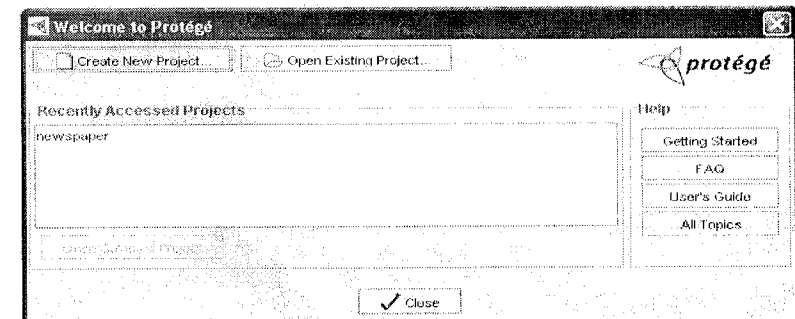 Welcome to Protégé
Create New Project... Open Existing Project...
protégé
Recently Accessed Projects
Help
newspaper
Getting Started
FAQ
User's Guide
All Topics
Close